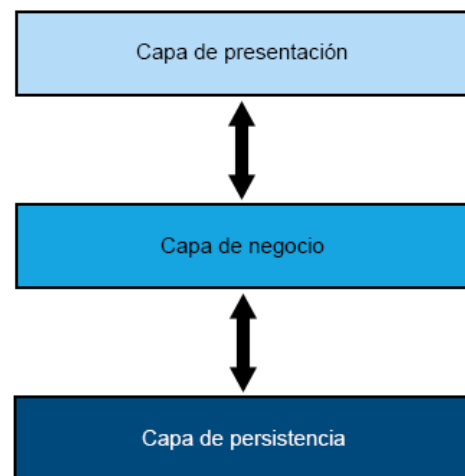 Capa de presentación
Capa de negocio
Capa de persistencia